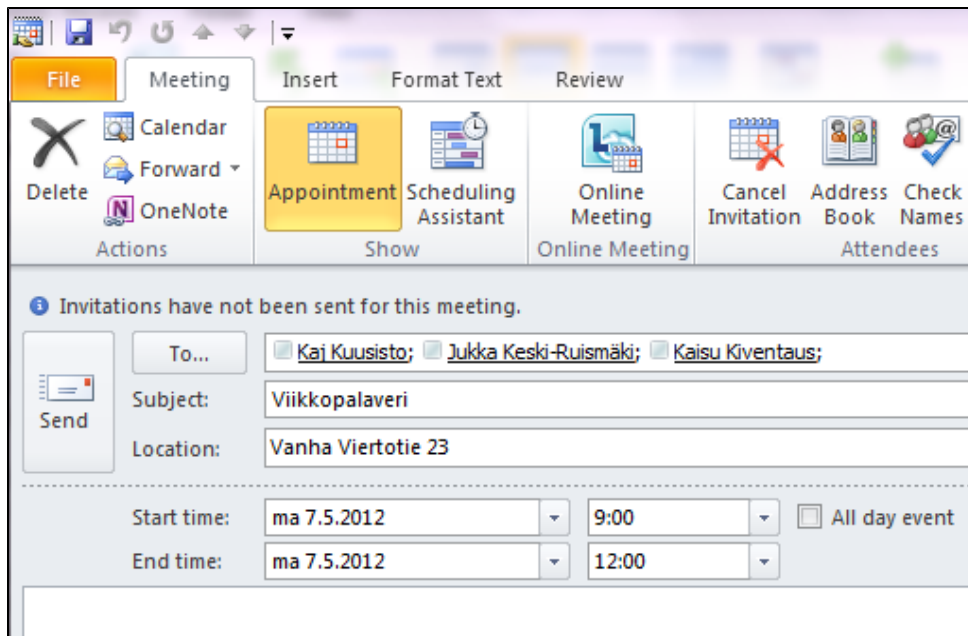 File Meeting Insert Format Text Review
Delete
Calendar
Forward
OneNote
Actions
Appointment
Scheduling
Assistant
Show
Online
Meeting
Online Meeting
Cancel
Invitation
Address
Book
Check
Names
Attendees
Invitations have not been sent for this meeting.
Send
To... Kaj Kuusisto; Jukka Keski-Ruismäki; Kaisu Kiventaus;
Subject: Viikkopalaveri
Location: Vanha Viertotie 23
Start time: ma 7.5.2012 9:00 All day event
End time: ma 7.5.2012 12:00